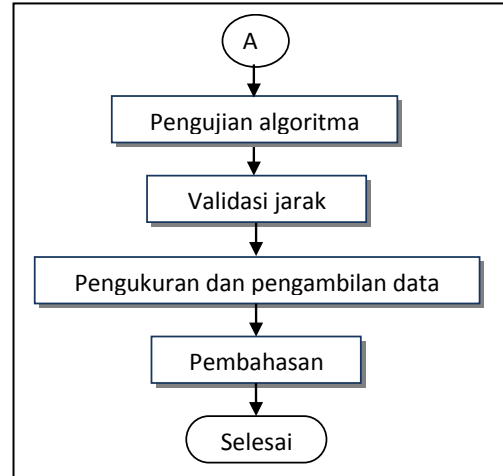 A
Pengujian algoritma
Validasi jarak
Pengukuran dan pengambilan data
Pembahasan
Selesai